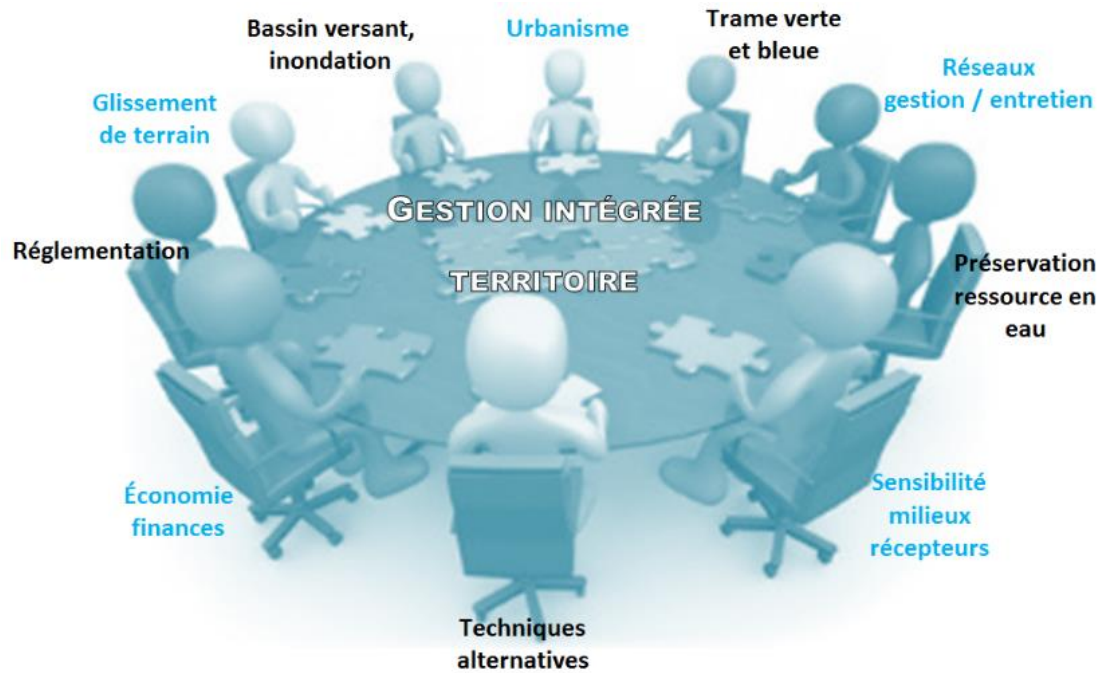 Bassin versant,
inondation
Urbanisme
Trame verte
et bleue
Réseaux
gestion / entretien
Glissement
de terrain
GESTION INTÉGRÉE
TERRITOIRE
Réglementation
Préservation
ressource en
eau
Économie
finances
Sensibilité
milieux
récepteurs
Techniques
alternatives